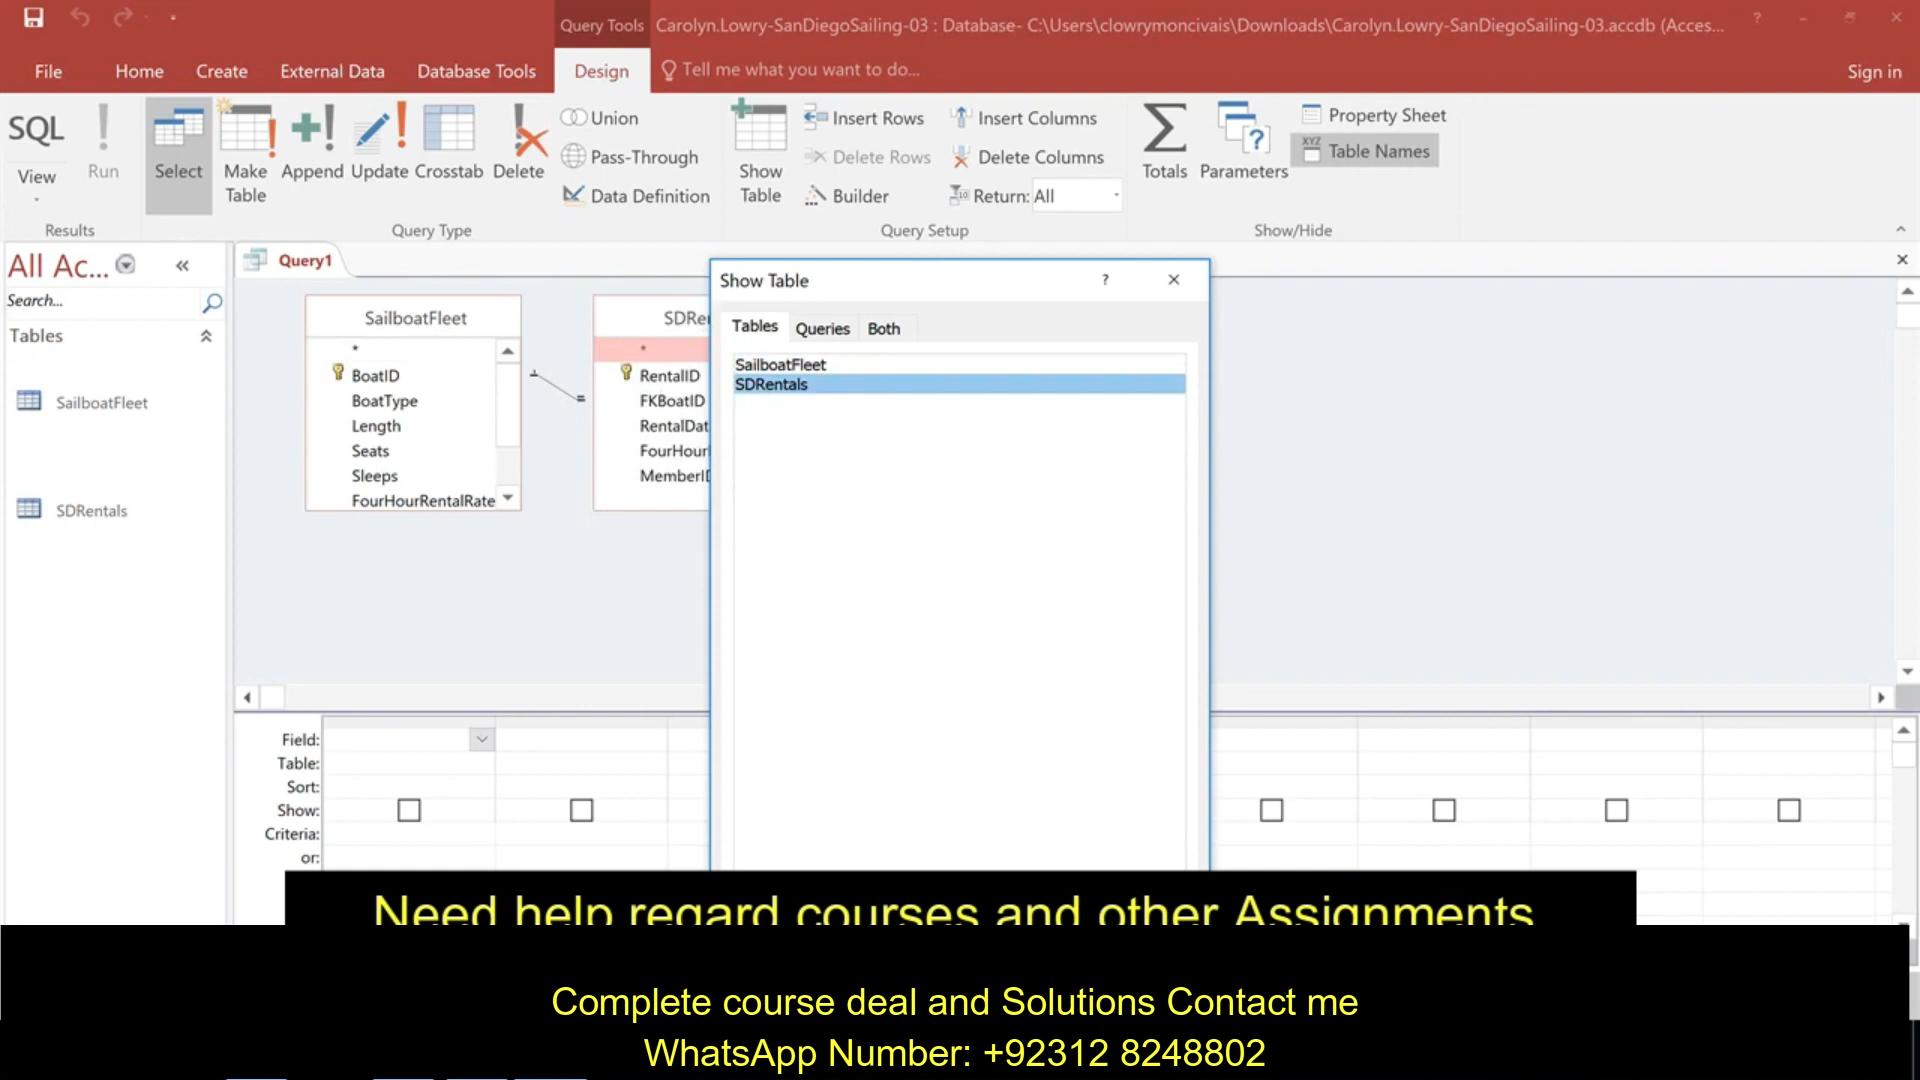 Query Tools
Carolyn.Lowry-SanDiegoSailing-03 : Database- C:\Users\clowrymoncivais\Downloads\Carolyn.Lowry-SanDiegoSailing-03.accdb (Acces...
?
File
Home
Create
External Data
Database Tools
Design
Tell me what you want to do...
Sign in
SQL
View
Run
Select
Make Table
Append
Update
Crosstab
Delete
Union
Pass-Through
Data Definition
Show Table
Insert Rows
Delete Rows
Builder
Insert Columns
Delete Columns
Return: All
Totals
Parameters
Property Sheet
Table Names
Results
Query Type
Query Setup
Show/Hide
All Ac...
Search...
Tables
SailboatFleet
SDRentals
Query1
SailboatFleet
*
BoatID
BoatType
Length
Seats
Sleeps
FourHourRentalRate
SDRe
*
RentalID
FKBoatID
RentalDat
FourHour
MemberID
Show Table
?
Tables
Queries
Both
SailboatFleet
SDRentals
Field:
Table:
Sort:
Show:
Criteria:
or:
Need help regard courses and other Assignments
Complete course deal and Solutions Contact me
WhatsApp Number: +92312 8248802